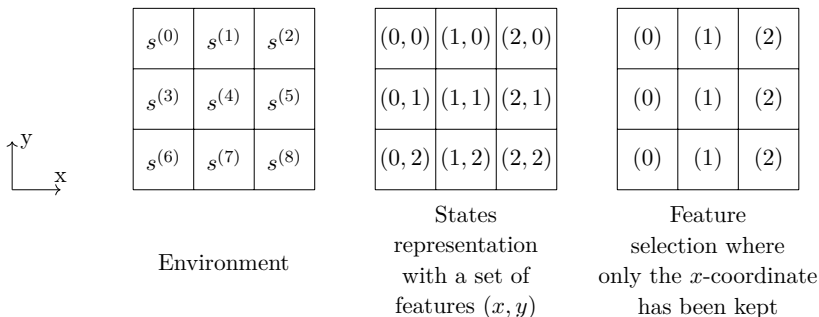 s^(0) s^(1) s^(2)
s^(3) s^(4) s^(5)
s^(6) s^(7) s^(8)
y
x
Environment
(0, 0) (1, 0) (2, 0)
(0, 1) (1, 1) (2, 1)
(0, 2) (1, 2) (2, 2)
States
representation
with a set of
features (x, y)
(0) (1) (2)
(0) (1) (2)
(0) (1) (2)
Feature
selection where
only the x-coordinate
has been kept